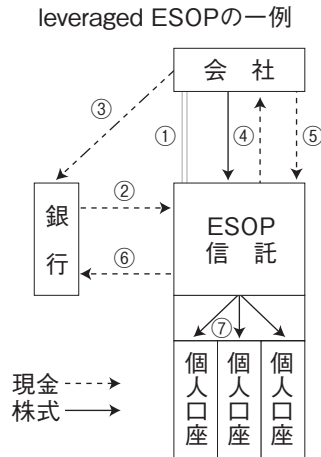 leveraged ESOPの一例
会社
③
①
④
⑤
銀行
②
⑥
ESOP
信託
⑦
個人口座
個人口座
個人口座
現金
株式